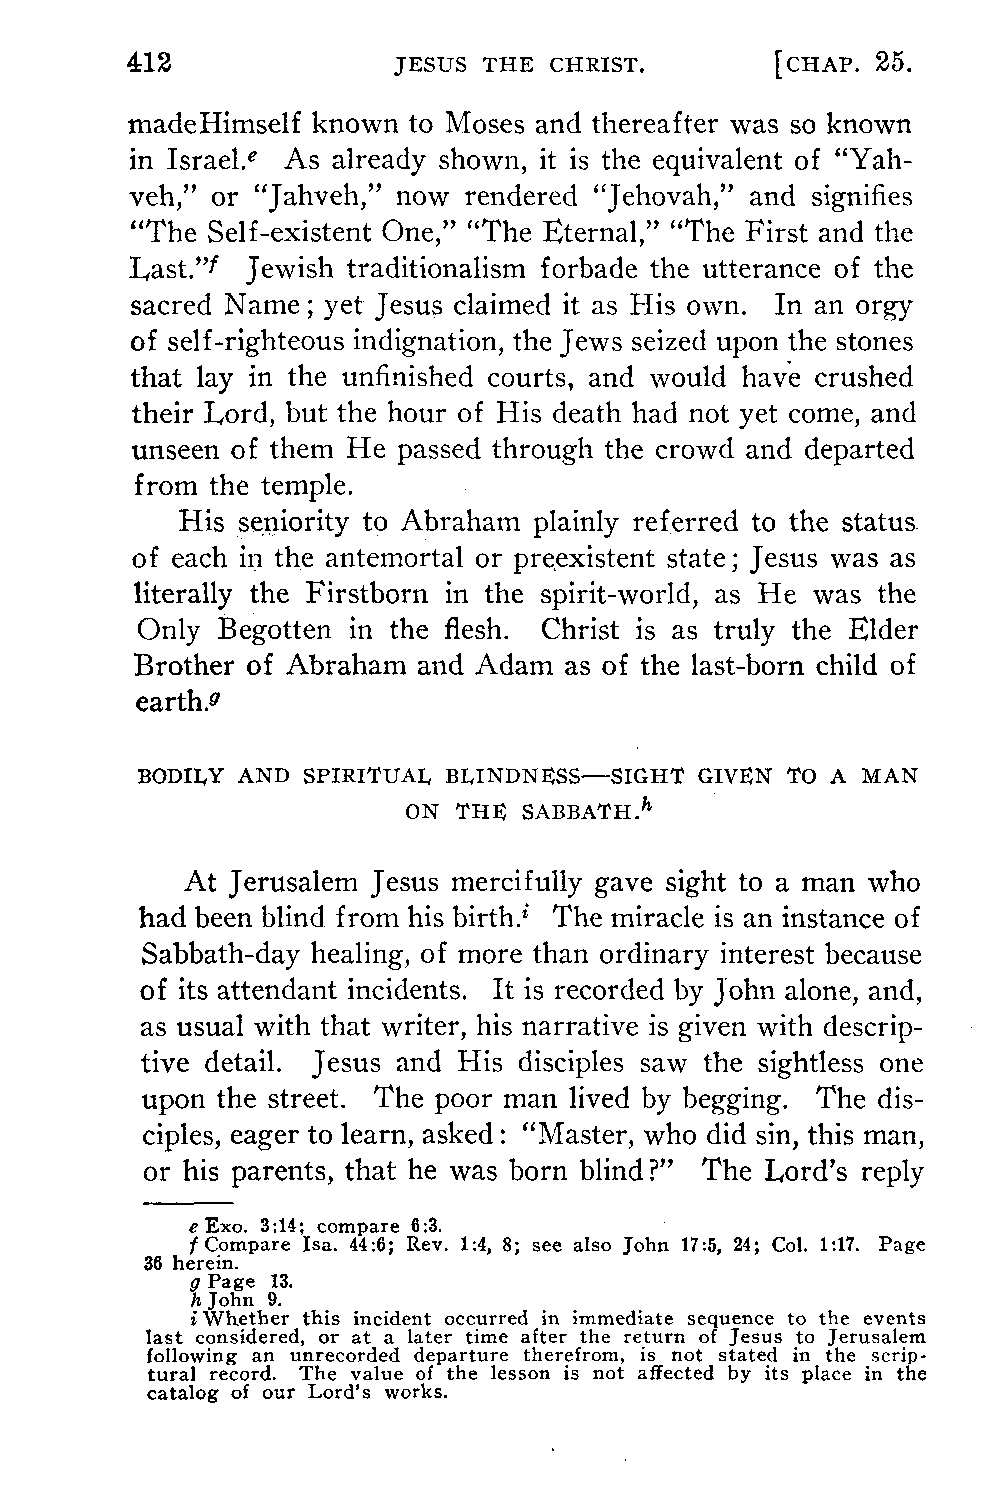 412 JESUS THE CHRIST. [CHAP. 25.
madeHimself known to Moses and thereafter was so known
in Israel.e As already shown, it is the equivalent of “Yah-
veh,” or “Jahveh,” now rendered “Jehovah,” and signifies
“The Self-existent One,” “The Eternal,” “The First and the
Last.”f Jewish traditionalism forbade the utterance of the
sacred Name; yet Jesus claimed it as His own. In an orgy
of self-righteous indignation, the Jews seized upon the stones
that lay in the unfinished courts, and would have crushed
their Lord, but the hour of His death had not yet come, and
unseen of them He passed through the crowd and departed
from the temple.
His seniority to Abraham plainly referred to the status
of each in the antemortal or preexistent state; Jesus was as
literally the Firstborn in the spirit-world, as He was the
Only Begotten in the flesh. Christ is as truly the Elder
Brother of Abraham and Adam as of the last-born child of
earth.g
BODILY AND SPIRITUAL BLINDNESS—SIGHT GIVEN TO A MAN
ON THE SABBATH.h
At Jerusalem Jesus mercifully gave sight to a man who
had been blind from his birth.i The miracle is an instance of
Sabbath-day healing, of more than ordinary interest because
of its attendant incidents. It is recorded by John alone, and,
as usual with that writer, his narrative is given with descrip-
tive detail. Jesus and His disciples saw the sightless one
upon the street. The poor man lived by begging. The dis-
ciples, eager to learn, asked: “Master, who did sin, this man,
or his parents, that he was born blind?” The Lord's reply
e Exo. 3:14; compare 6:3.
f Compare Isa. 44:6; Rev. 1:4, 8; see also John 17:5, 24; Col. 1:17. Page
36 herein.
g Page 13.
h John 9.
i Whether this incident occurred in immediate sequence to the events
last considered, or at a later time after the return of Jesus to Jerusalem
following an unrecorded departure therefrom, is not stated in the scrip-
tural record. The value of the lesson is not affected by its place in the
catalog of our Lord's works.